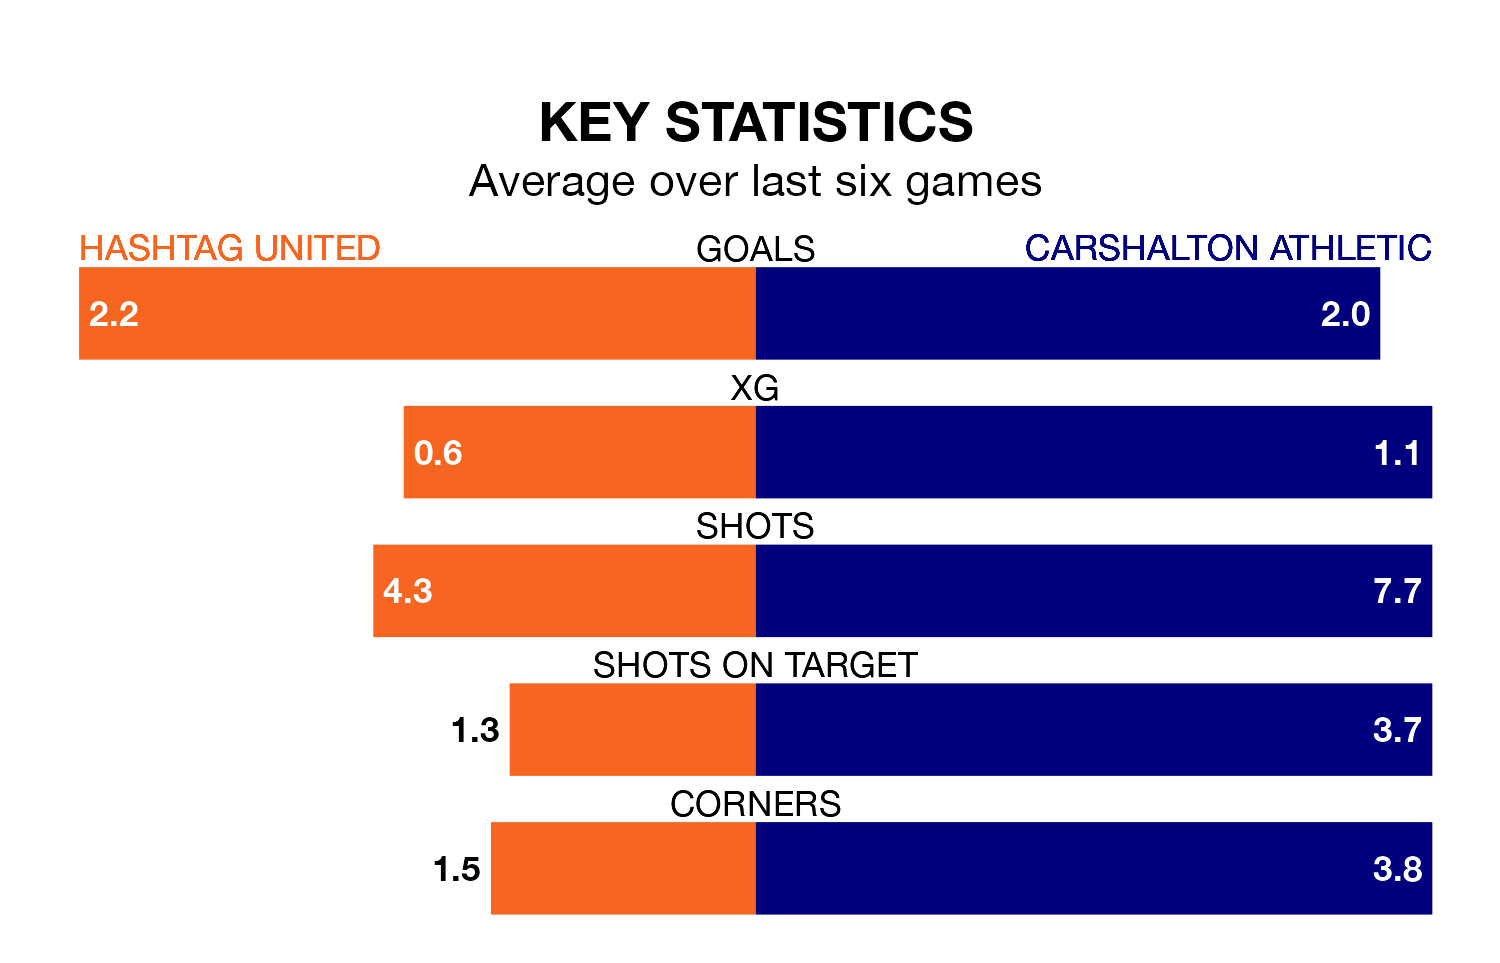 KEY STATISTICS
Average over last six games
HASHTAG UNITED GOALS CARSHALTON ATHLETIC
2.2 2.0
XG
0.6 1.1
SHOTS
4.3 7.7
SHOTS ON TARGET
1.3 3.7
CORNERS
1.5 3.8